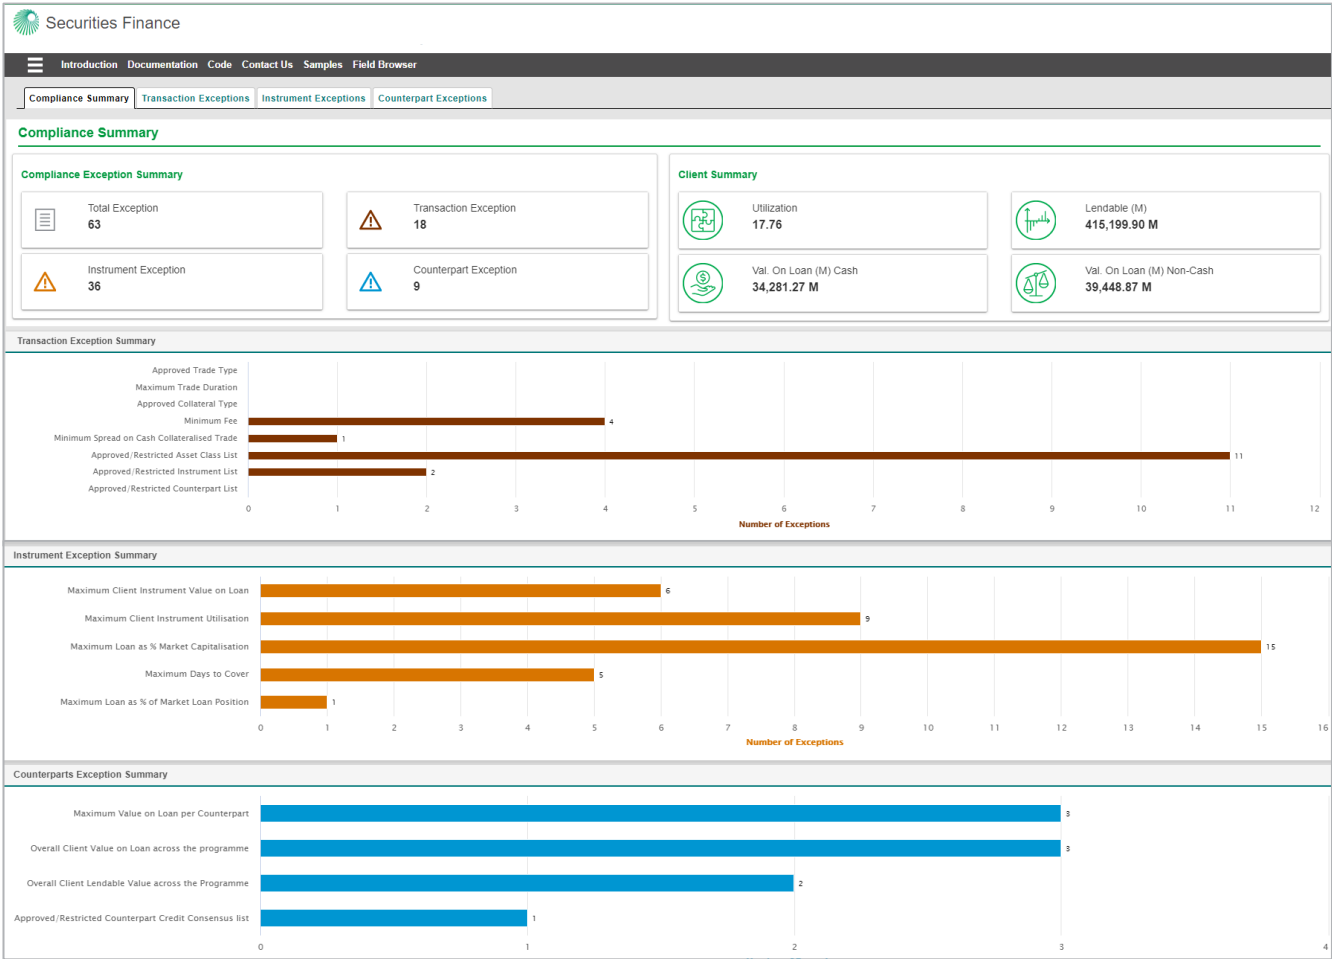 Securities Finance
Introduction Documentation Code Contact Us Samples Field Browser
Compliance Summary Transaction Exceptions Instrument Exceptions Counterpart Exceptions
Compliance Summary
Compliance Exception Summary
Total Exception
63
Transaction Exception
18
Instrument Exception
36
Counterpart Exception
9
Client Summary
Utilization
17.76
Lendable (M)
415,199.90 M
Val. On Loan (M) Cash
34,281.27 M
Val. On Loan (M) Non-Cash
39,448.87 M
Transaction Exception Summary
Approved Trade Type
Maximum Trade Duration
Approved Collateral Type
Minimum Fee 4
Minimum Spread on Cash Collateralised Trade 1
Approved/Restricted Asset Class List 11
Approved/Restricted Instrument List 2
Approved/Restricted Counterpart List
0 1 2 3 4 5 6 7 8 9 10 11 12
Number of Exceptions
Instrument Exception Summary
Maximum Client Instrument Value on Loan 6
Maximum Client Instrument Utilisation 9
Maximum Loan as % Market Capitalisation 15
Maximum Days to Cover 5
Maximum Loan as % of Market Loan Position 1
0 1 2 3 4 5 6 7 8 9 10 11 12 13 14 15 16
Number of Exceptions
Counterparts Exception Summary
Maximum Value on Loan per Counterpart 3
Overall Client Value on Loan across the programme 3
Overall Client Lendable Value across the Programme 2
Approved/Restricted Counterpart Credit Consensus list 1
0 1 2 3 4